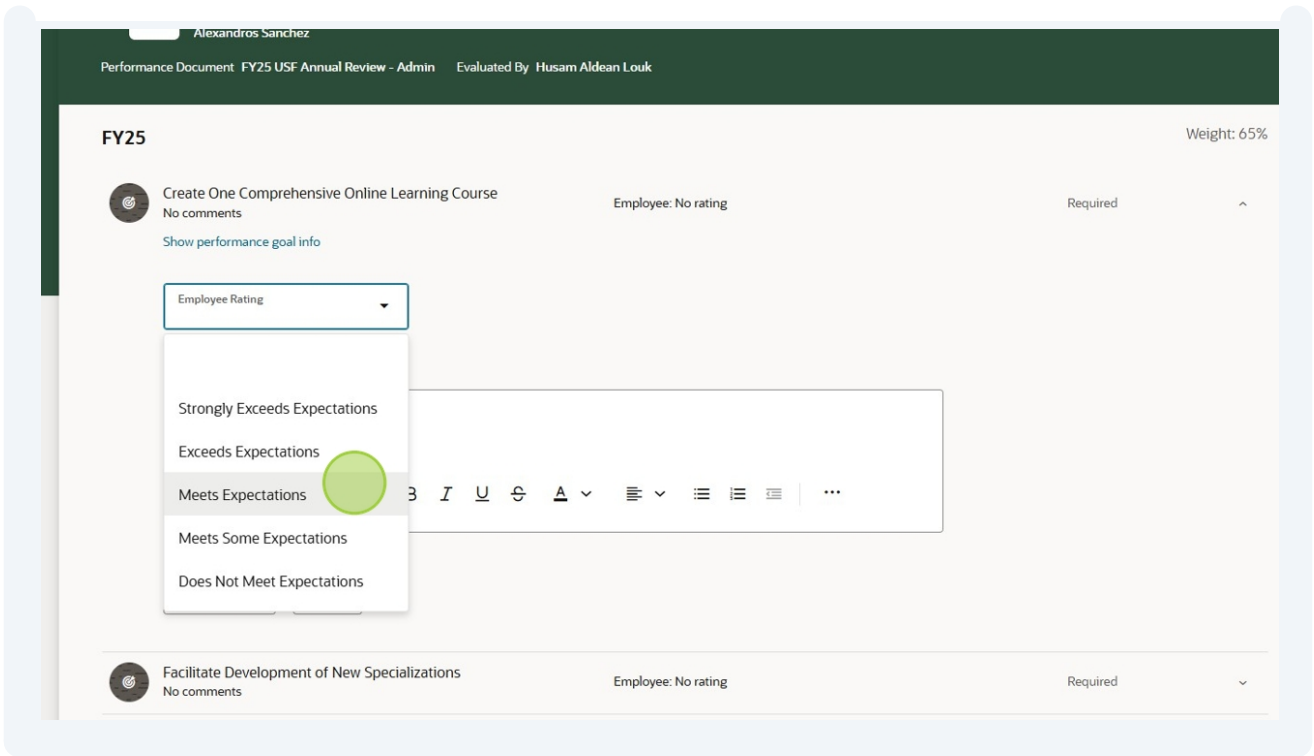 Alexandros Sanchez
Performance Document FY25 USF Annual Review - Admin Evaluated By Husam Aldean Louk
FY25 Weight: 65%
Create One Comprehensive Online Learning Course
No comments
Employee: No rating Required
Show performance goal info
Employee Rating
Strongly Exceeds Expectations
Exceeds Expectations
Meets Expectations
B I U S A
Meets Some Expectations
Does Not Meet Expectations
Facilitate Development of New Specializations
No comments
Employee: No rating Required